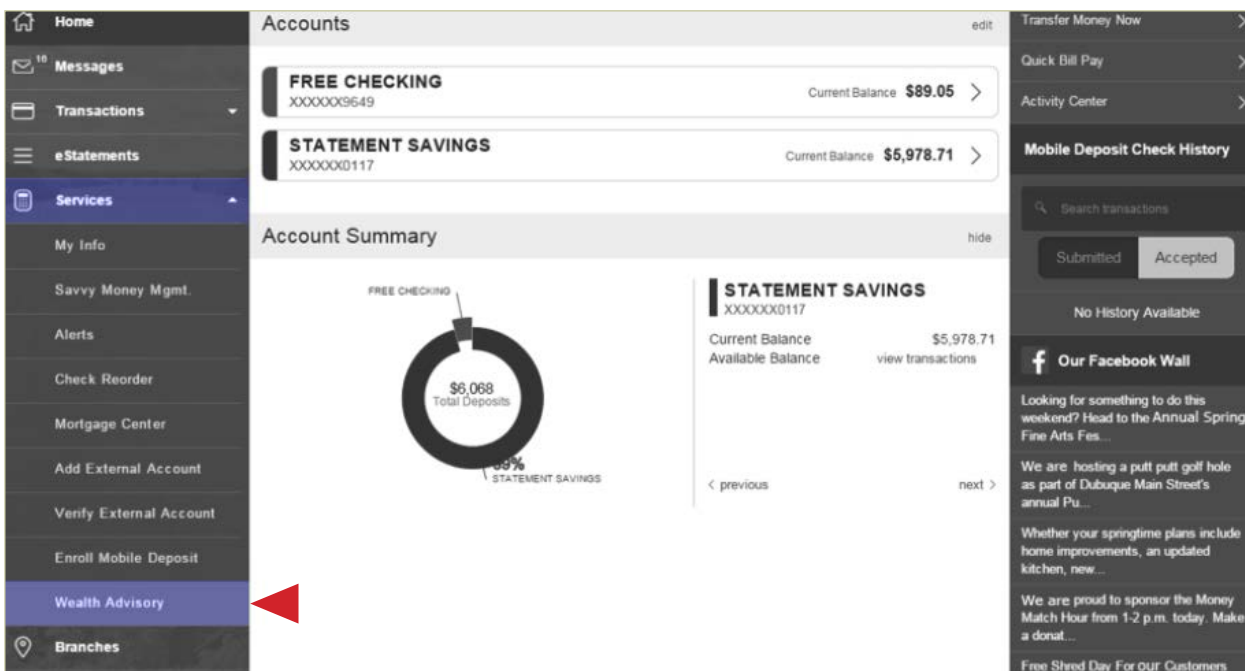 Home
10
Messages
Transactions
eStatements
Services
My Info
Savvy Money Mgmt.
Alerts
Check Reorder
Mortgage Center
Add External Account
Verify External Account
Enroll Mobile Deposit
Wealth Advisory
Branches
Accounts edit
FREE CHECKING
XXXXXX9649
Current Balance $89.05
STATEMENT SAVINGS
XXXXXX0117
Current Balance $5,978.71
Account Summary hide
FREE CHECKING
$6,068
Total Deposits
STATEMENT SAVINGS
STATEMENT SAVINGS
XXXXXX0117
Current Balance $5,978.71
Available Balance view transactions
< previous next >
Transfer Money Now
Quick Bill Pay
Activity Center
Mobile Deposit Check History
Search transactions
Submitted Accepted
No History Available
f Our Facebook Wall
Looking for something to do this
weekend? Head to the Annual Spring
Fine Arts Fes...
We are hosting a putt putt golf hole
as part of Dubuque Main Street's
annual Pu...
Whether your springtime plans include
home improvements, an updated
kitchen, new...
We are proud to sponsor the Money
Match Hour from 1-2 p.m. today. Make
a donat...
Free Shred Day For our Customers